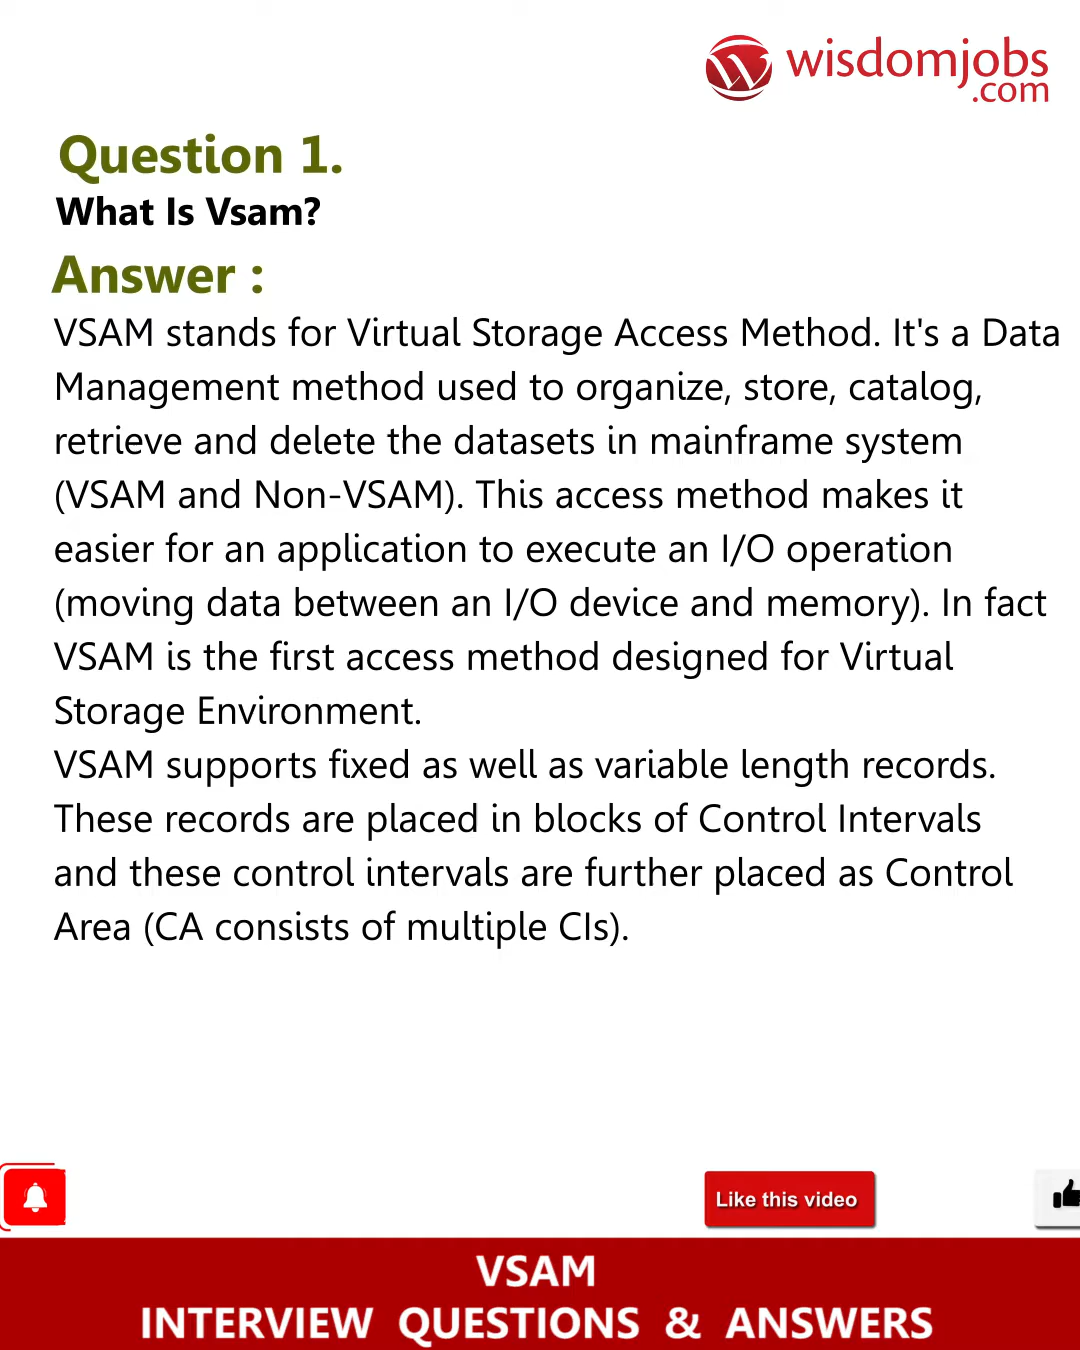 wisdomjobs
.com
Question 1.
What Is Vsam?
Answer :
VSAM stands for Virtual Storage Access Method. It's a Data
Management method used to organize, store, catalog,
retrieve and delete the datasets in mainframe system
(VSAM and Non-VSAM). This access method makes it
easier for an application to execute an I/O operation
(moving data between an I/O device and memory). In fact
VSAM is the first access method designed for Virtual
Storage Environment.
VSAM supports fixed as well as variable length records.
These records are placed in blocks of Control Intervals
and these control intervals are further placed as Control
Area (CA consists of multiple CIs).
Like this video
VSAM
INTERVIEW QUESTIONS & ANSWERS